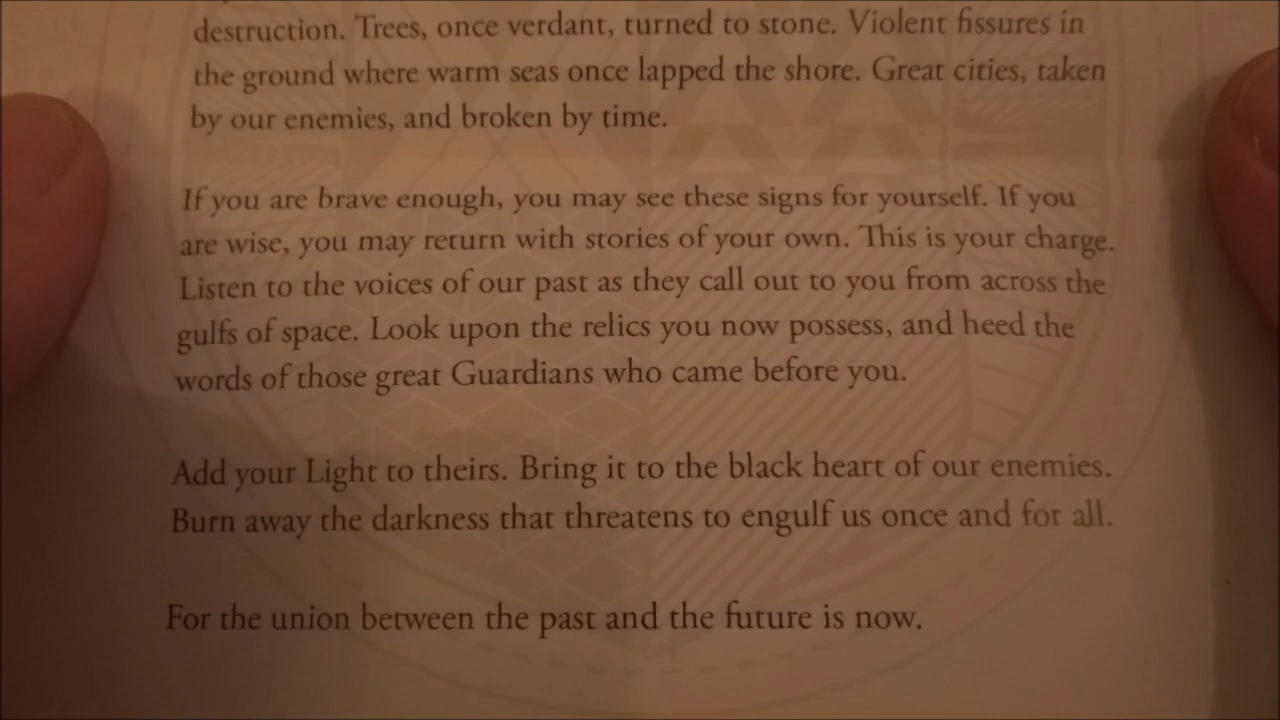 destruction. Trees, once verdant, turned to stone. Violent fissures in
the ground where warm seas once lapped the shore. Great cities, taken
by our enemies, and broken by time.
If you are brave enough, you may see these signs for yourself. If you
are wise, you may return with stories of your own. This is your charge.
Listen to the voices of our past as they call out to you from across the
gulfs of space. Look upon the relics you now possess, and heed the
words of those great Guardians who came before you.
Add your Light to theirs. Bring it to the black heart of our enemies.
Burn away the darkness that threatens to engulf us once and for all.
For the union between the past and the future is now.